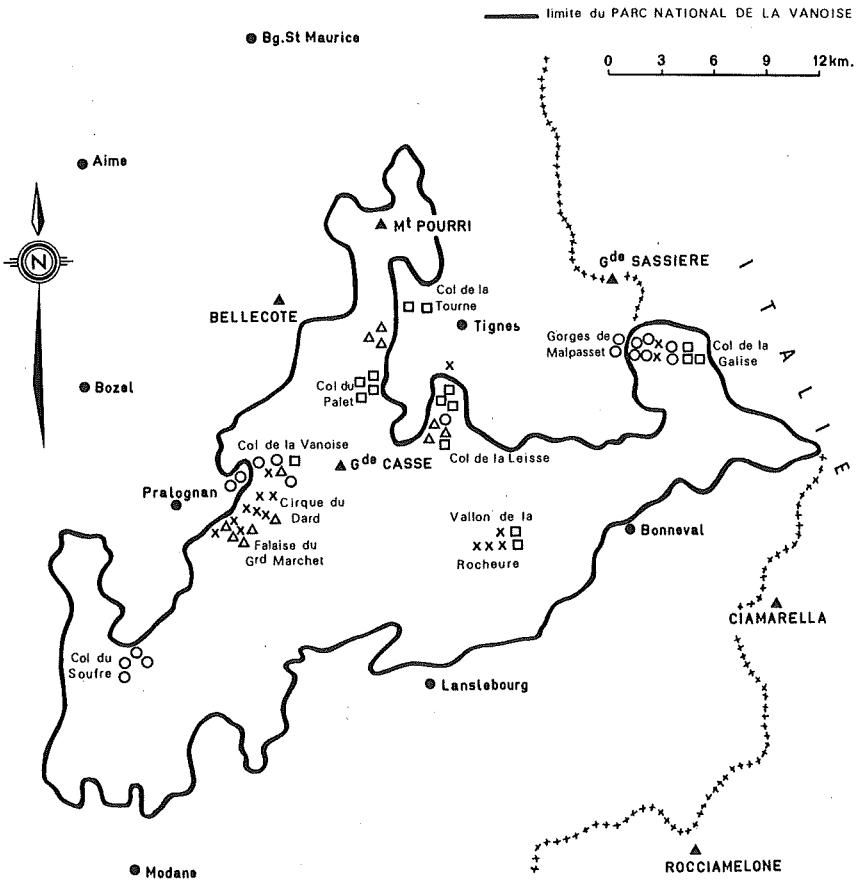 limite du PARC NATIONAL DE LA VANOISE
Bg.St Maurice
0 3 6 9 12km.
Aime
N
Mt POURRI
Gde SASSIERE
ITALIE
BELLECOTE
Col de la
Tourne
Tignes
Gorges de
Malpasset
Col de la
Galise
Bozel
Col du
Palet
Col de la Vanoise
Gde CASSE
Col de la Leisse
Pralognan
Cirque du
Dard
Vallon de la
Rocheure
Bonneval
Falaise du
Grd Marchet
CIAMARELLA
Col du
Soufre
Lanslebourg
Modane
ROCCIAMELONE